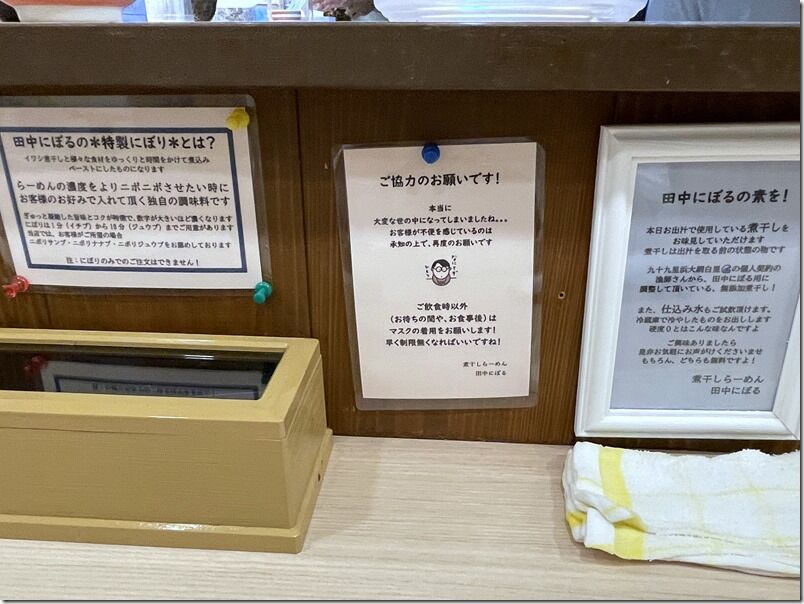 田中にぼるの＊特製にぼり＊とは？
イワシ煮干しと様々な食材をゆっくりと時間をかけて煮込み
ペーストにしたものになります
らーめんの濃度をよりニボニボさせたい時に
お客様のお好みで入れて頂く独自の調味料です
ぎゅっと凝縮した旨味とコクが特徴で、数字が大きいほど濃くなります
にぼりは1分（イチブ）から10分（ジュウブ）までご用意があります
当店では、お客様がご所望の場合
ニボリサンブ・ニボリナナブ・ニボリジュウブをお薦めしております
注：にぼりのみでのご注文はできません！
ご協力のお願いです！
本当に
大変な世の中になってしまいましたね。。。
お客様が不便を感じているのは
承知の上で、再度のお願いです
ご飲食時以外
（お待ちの間や、お食事後）は
マスクの着用をお願いします！
早く制限無くなればいいですね！
煮干しらーめん
田中にぼる
田中にぼるの素を！
本日お出汁で使用している煮干しを
お味見していただけます
煮干しは出汁を取る前の状態の物です
九十九里浜大網白里の個人契約の
漁師さんから、田中にぼる用に
調整して頂いている、無添加煮干し！
また、仕込み水もご試飲頂けます。
冷蔵庫で冷やしたものをお出しします
硬度0とはこんな味なんですよ
ご興味ありましたら
是非お気軽にお声がけくださいませ
もちろん、どちらも無料ですよ！
煮干しらーめん
田中にぼる